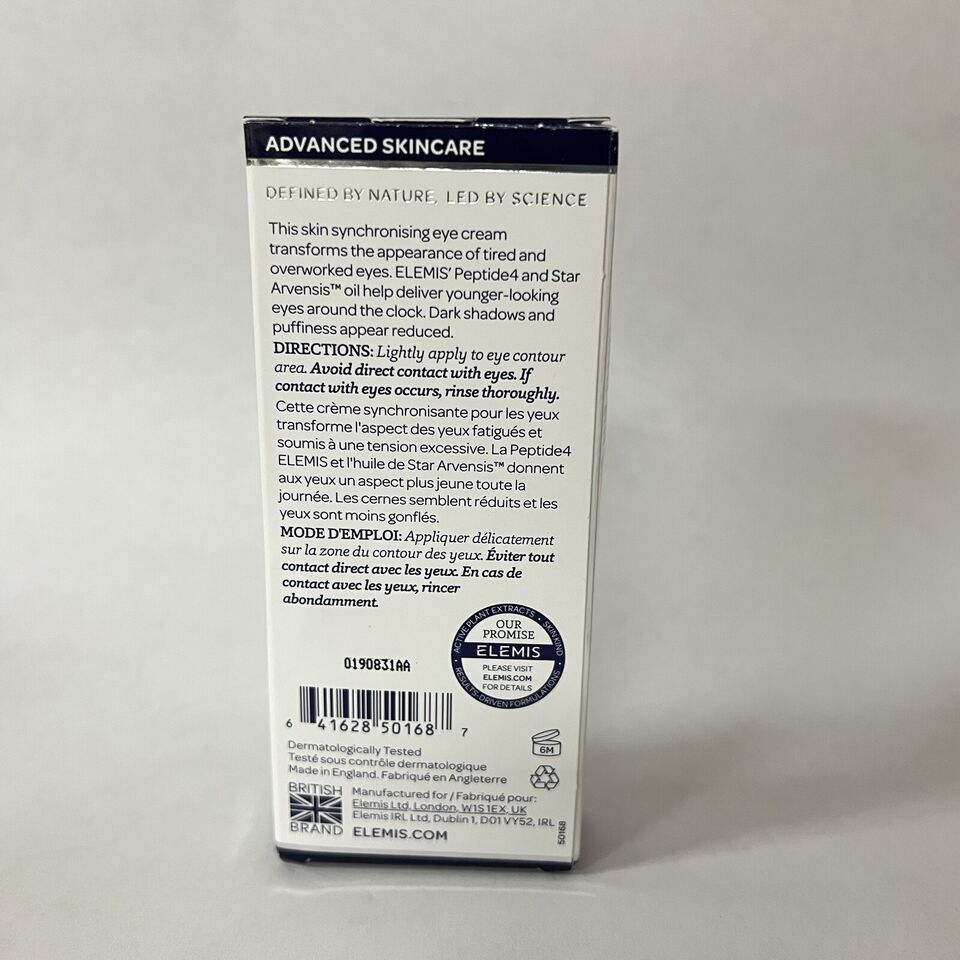 ADVANCED SKINCARE
DEFINED BY NATURE, LED BY SCIENCE
This skin synchronising eye cream
transforms the appearance of tired and
overworked eyes. ELEMIS' Peptide4 and Star
Arvensis™ oil help deliver younger-looking
eyes around the clock. Dark shadows and
puffiness appear reduced.
DIRECTIONS: Lightly apply to eye contour
area. Avoid direct contact with eyes. If
contact with eyes occurs, rinse thoroughly.
Cette crème synchronisante pour les yeux
transforme l'aspect des yeux fatigués et
soumis à une tension excessive. La Peptide4
ELEMIS et l'huile de Star Arvensis™ donnent
aux yeux un aspect plus jeune toute la
journée. Les cernes semblent réduits et les
yeux sont moins gonflés.
MODE D'EMPLOI: Appliquer délicatement
sur la zone du contour des yeux. Éviter tout
contact direct avec les yeux. En cas de
contact avec les yeux, rincer
abondamment.
ACTIVE PLANT EXTRACTS • SKIN KIND • RESULTS-DRIVEN FORMULATIONS •
OUR
PROMISE
ELEMIS
PLEASE VISIT
ELEMIS.COM
FOR DETAILS
0190831AA
6 41628 50168 7
6M
Dermatologically Tested
Testé sous contrôle dermatologique
Made in England. Fabriqué en Angleterre
BRITISH
BRAND
Manufactured for / Fabriqué pour:
Elemis Ltd, London, W1S 1EX, UK
Elemis IRL Ltd, Dublin 1, D01 VY52, IRL
ELEMIS.COM
50168